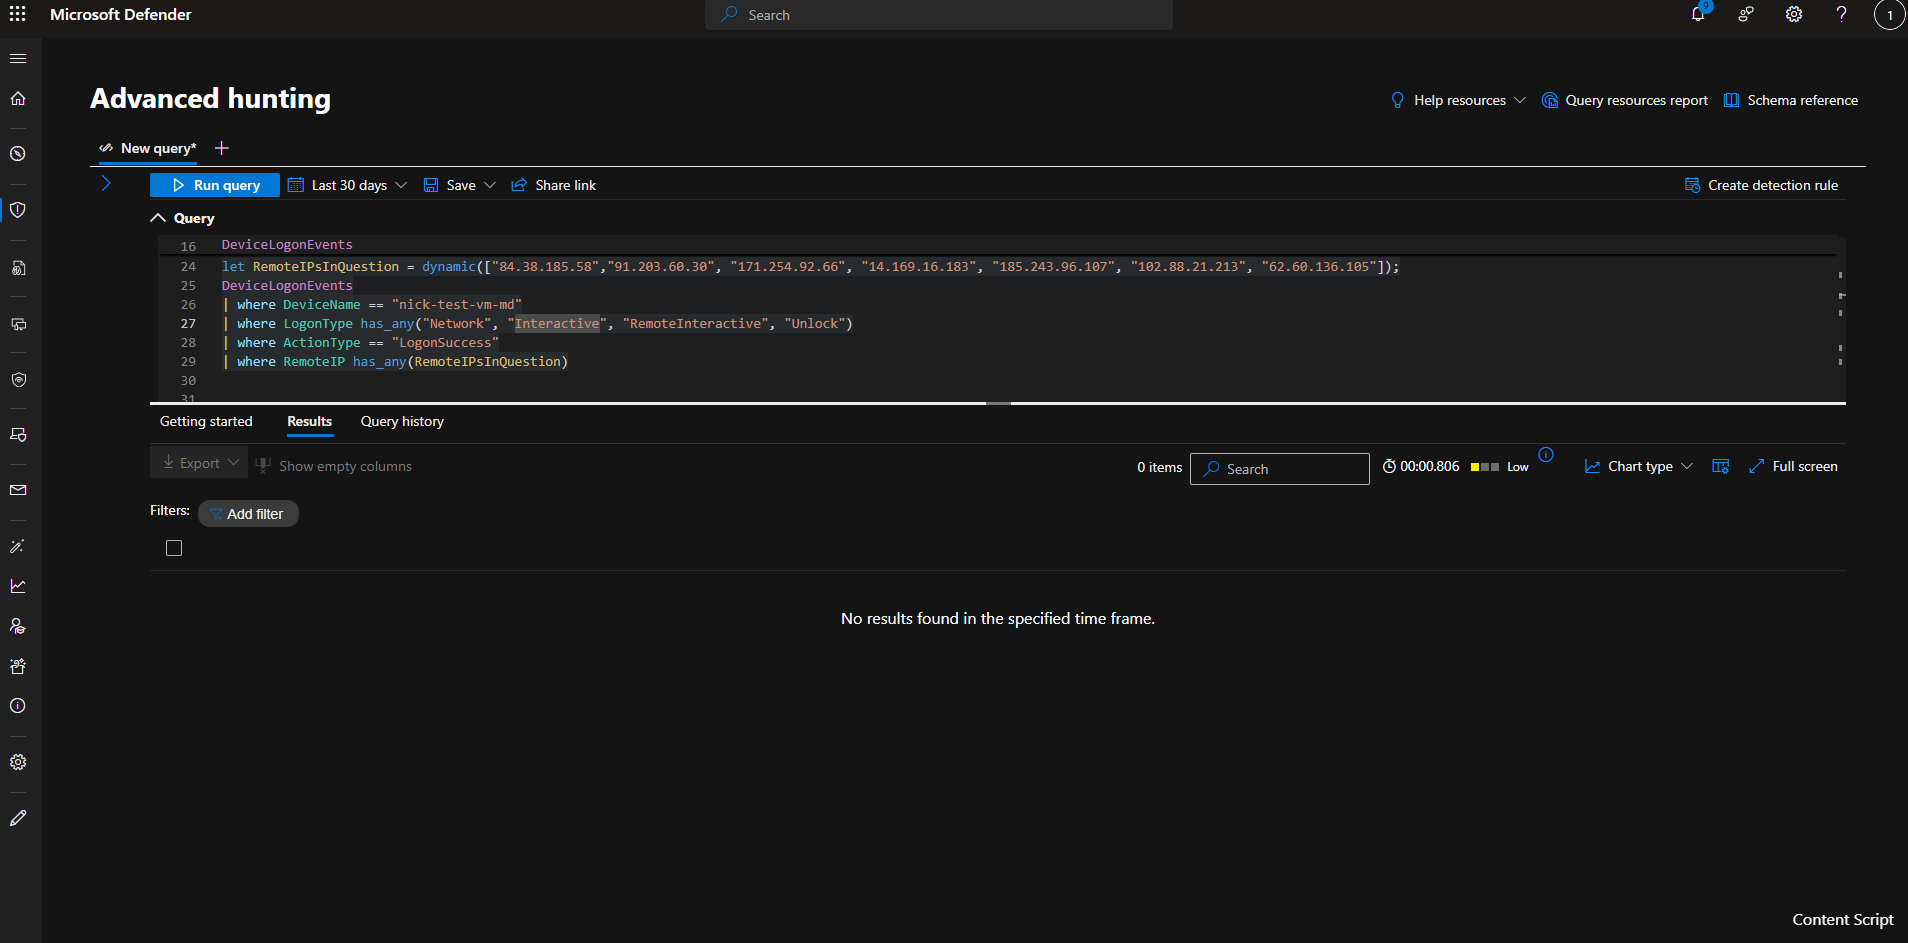 Microsoft Defender
Search
9
1
Advanced hunting
Help resources
Query resources report
Schema reference
New query*
Run query
Last 30 days
Save
Share link
Create detection rule
Query
16 DeviceLogonEvents
24 let RemoteIPsInQuestion = dynamic(["84.38.185.58","91.203.60.30", "171.254.92.66", "14.169.16.183", "185.243.96.107", "102.88.21.213", "62.60.136.105"]);
25 DeviceLogonEvents
26 | where DeviceName == "nick-test-vm-md"
27 | where LogonType has_any("Network", "Interactive", "RemoteInteractive", "Unlock")
28 | where ActionType == "LogonSuccess"
29 | where RemoteIP has_any(RemoteIPsInQuestion)
30
31
Getting started
Results
Query history
Export
Show empty columns
0 items
Search
00:00.806
Low
Chart type
Full screen
Filters:
Add filter
No results found in the specified time frame.
Content Script